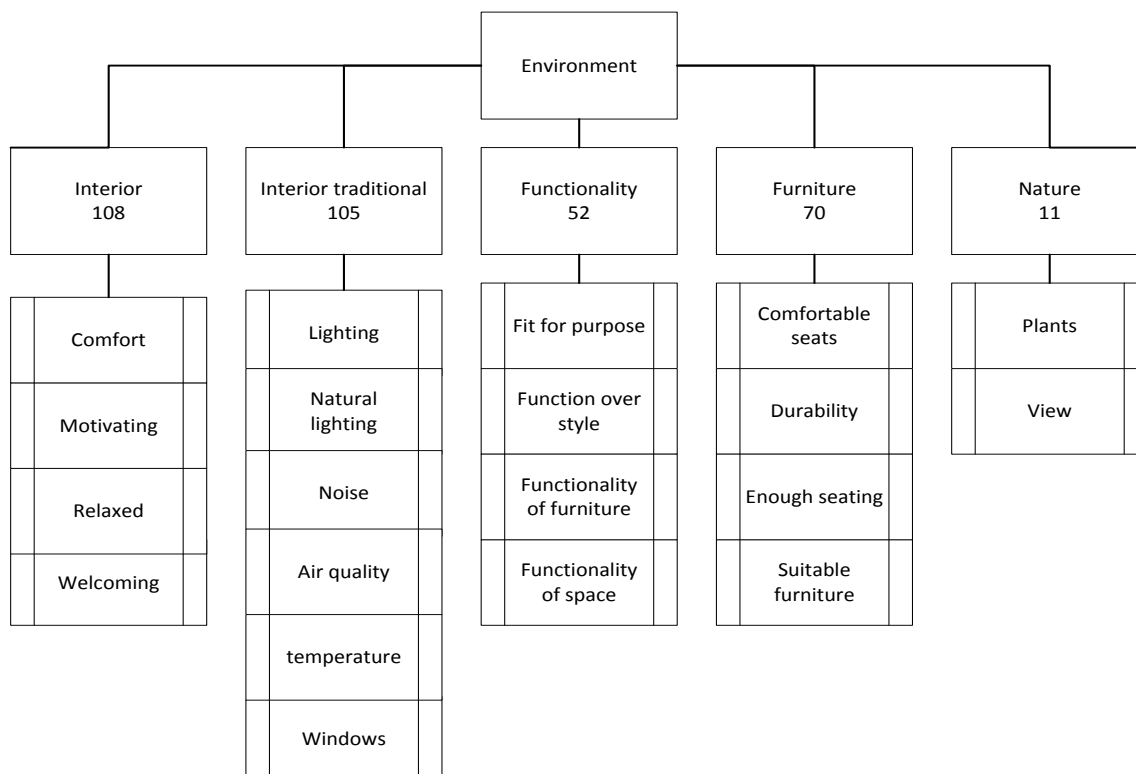 Environment
Interior
108
Interior traditional
105
Functionality
52
Furniture
70
Nature
11
Comfort
Motivating
Relaxed
Welcoming
Lighting
Natural
lighting
Noise
Air quality
temperature
Windows
Fit for purpose
Function over
style
Functionality
of furniture
Functionality
of space
Comfortable
seats
Durability
Enough seating
Suitable
furniture
Plants
View